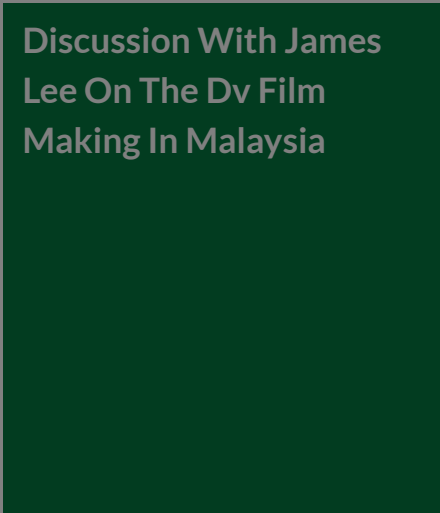 Discussion With James
Lee On The Dv Film
Making In Malaysia